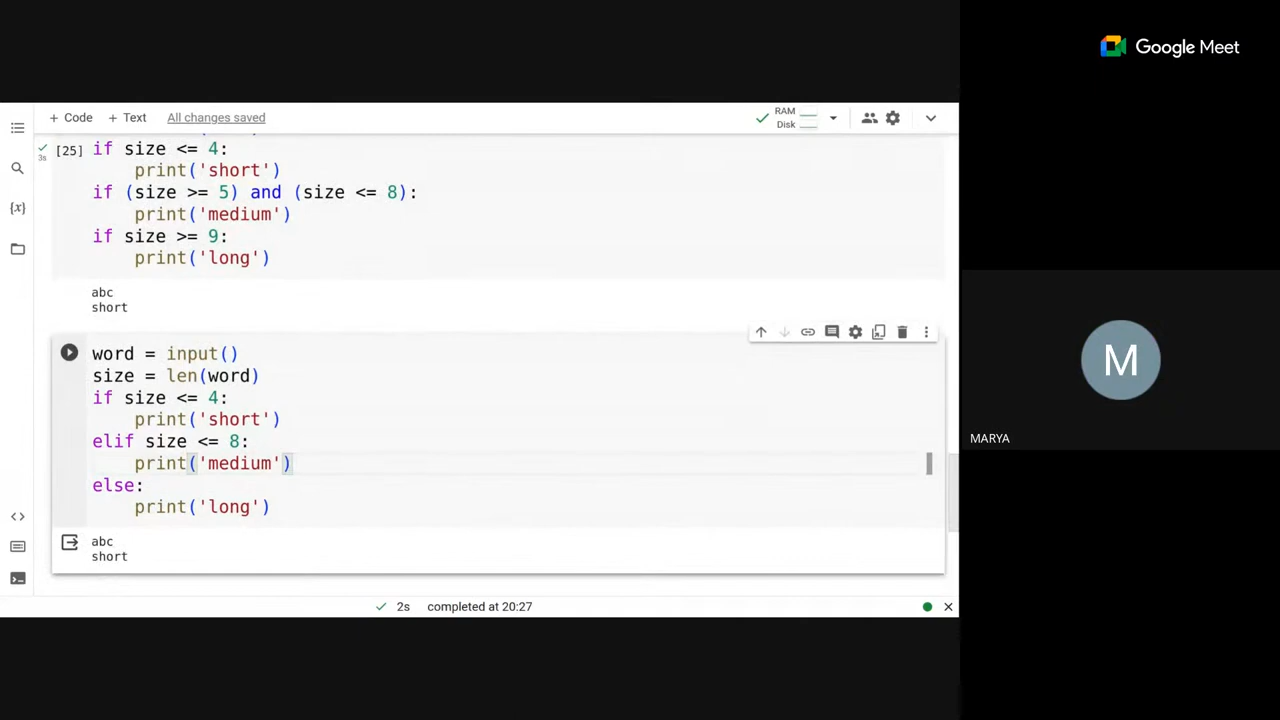 Google Meet
+ Code + Text All changes saved
RAM
Disk
[25] if size <= 4:
3s
print('short')
if (size >= 5) and (size <= 8):
print('medium')
if size >= 9:
print('long')
abc
short
word = input()
size = len(word)
if size <= 4:
print('short')
elif size <= 8:
print('medium')
else:
print('long')
abc
short
2s completed at 20:27
M
MARYA